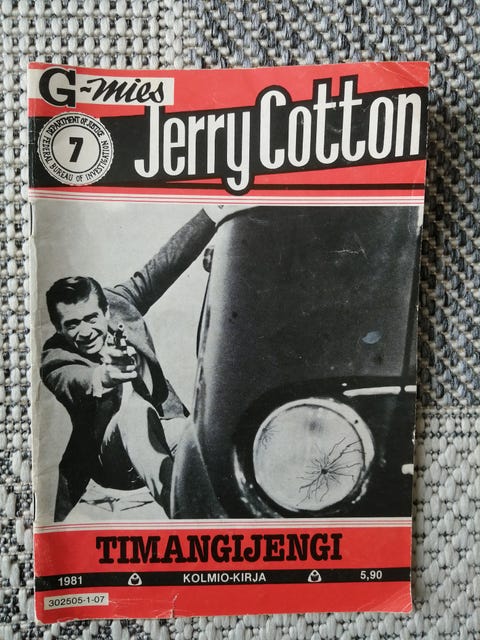 G-mies
Jerry Cotton
DEPARTMENT OF JUSTICE
7
FEDERAL BUREAU OF INVESTIGATION
TIMANGIJENGI
1981 KOLMIO-KIRJA 5,90
302505-1-07